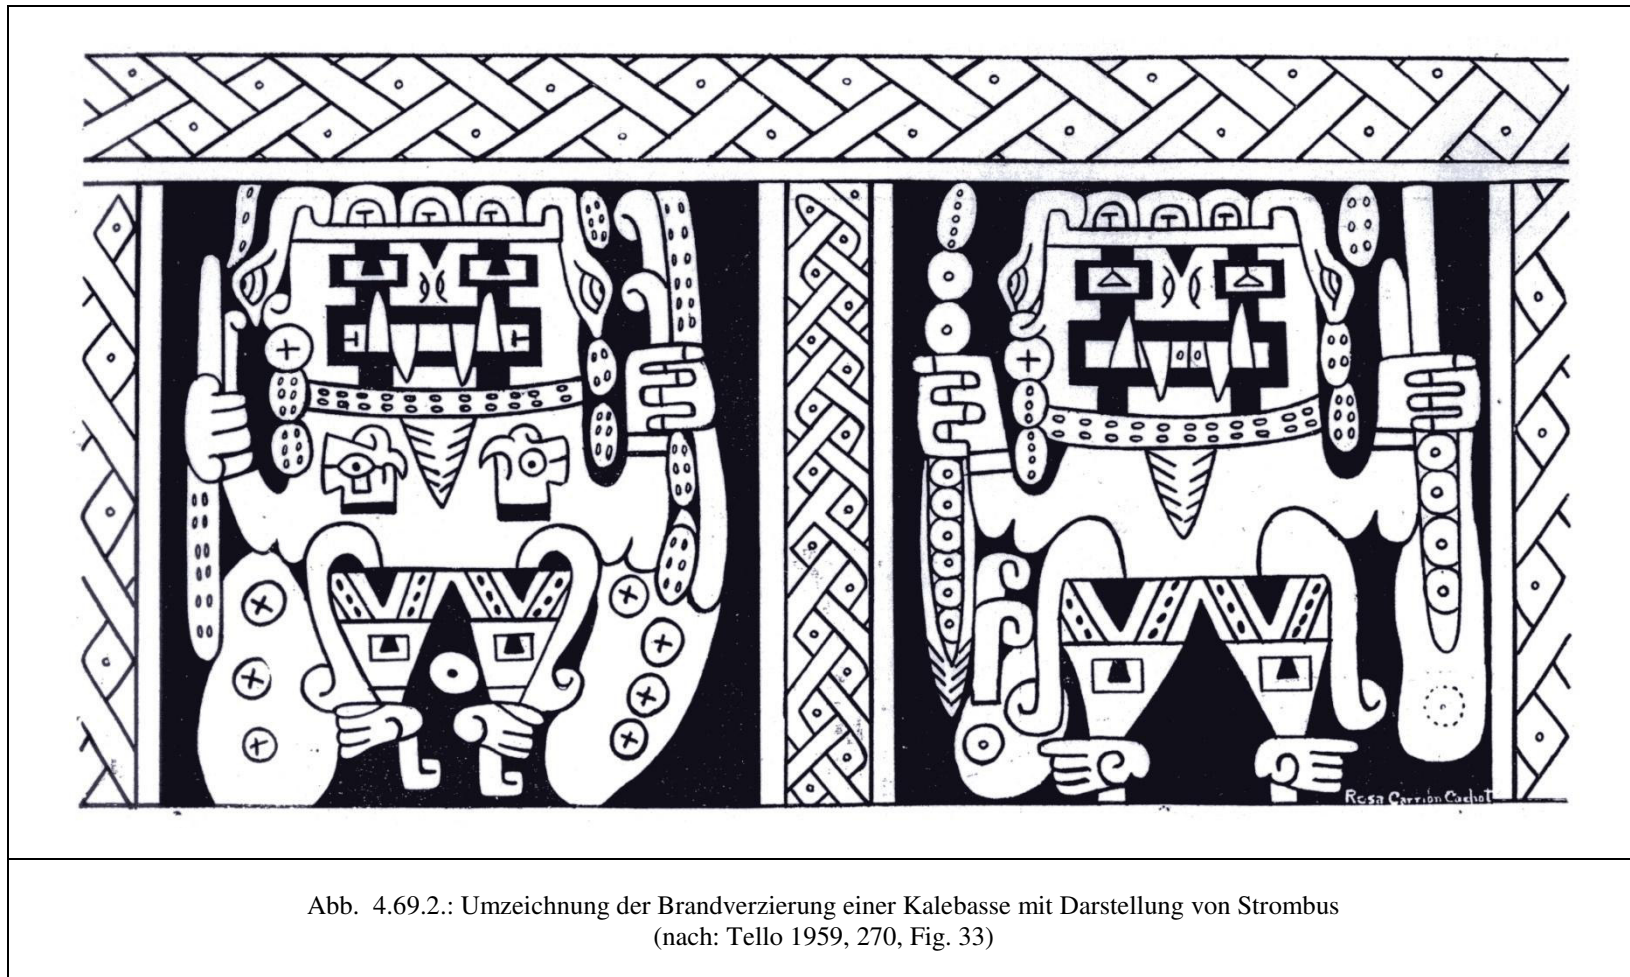 Rosa Carrión Cachot
Abb. 4.69.2.: Umzeichnung der Brandverzierung einer Kalebasse mit Darstellung von Strombus
(nach: Tello 1959, 270, Fig. 33)